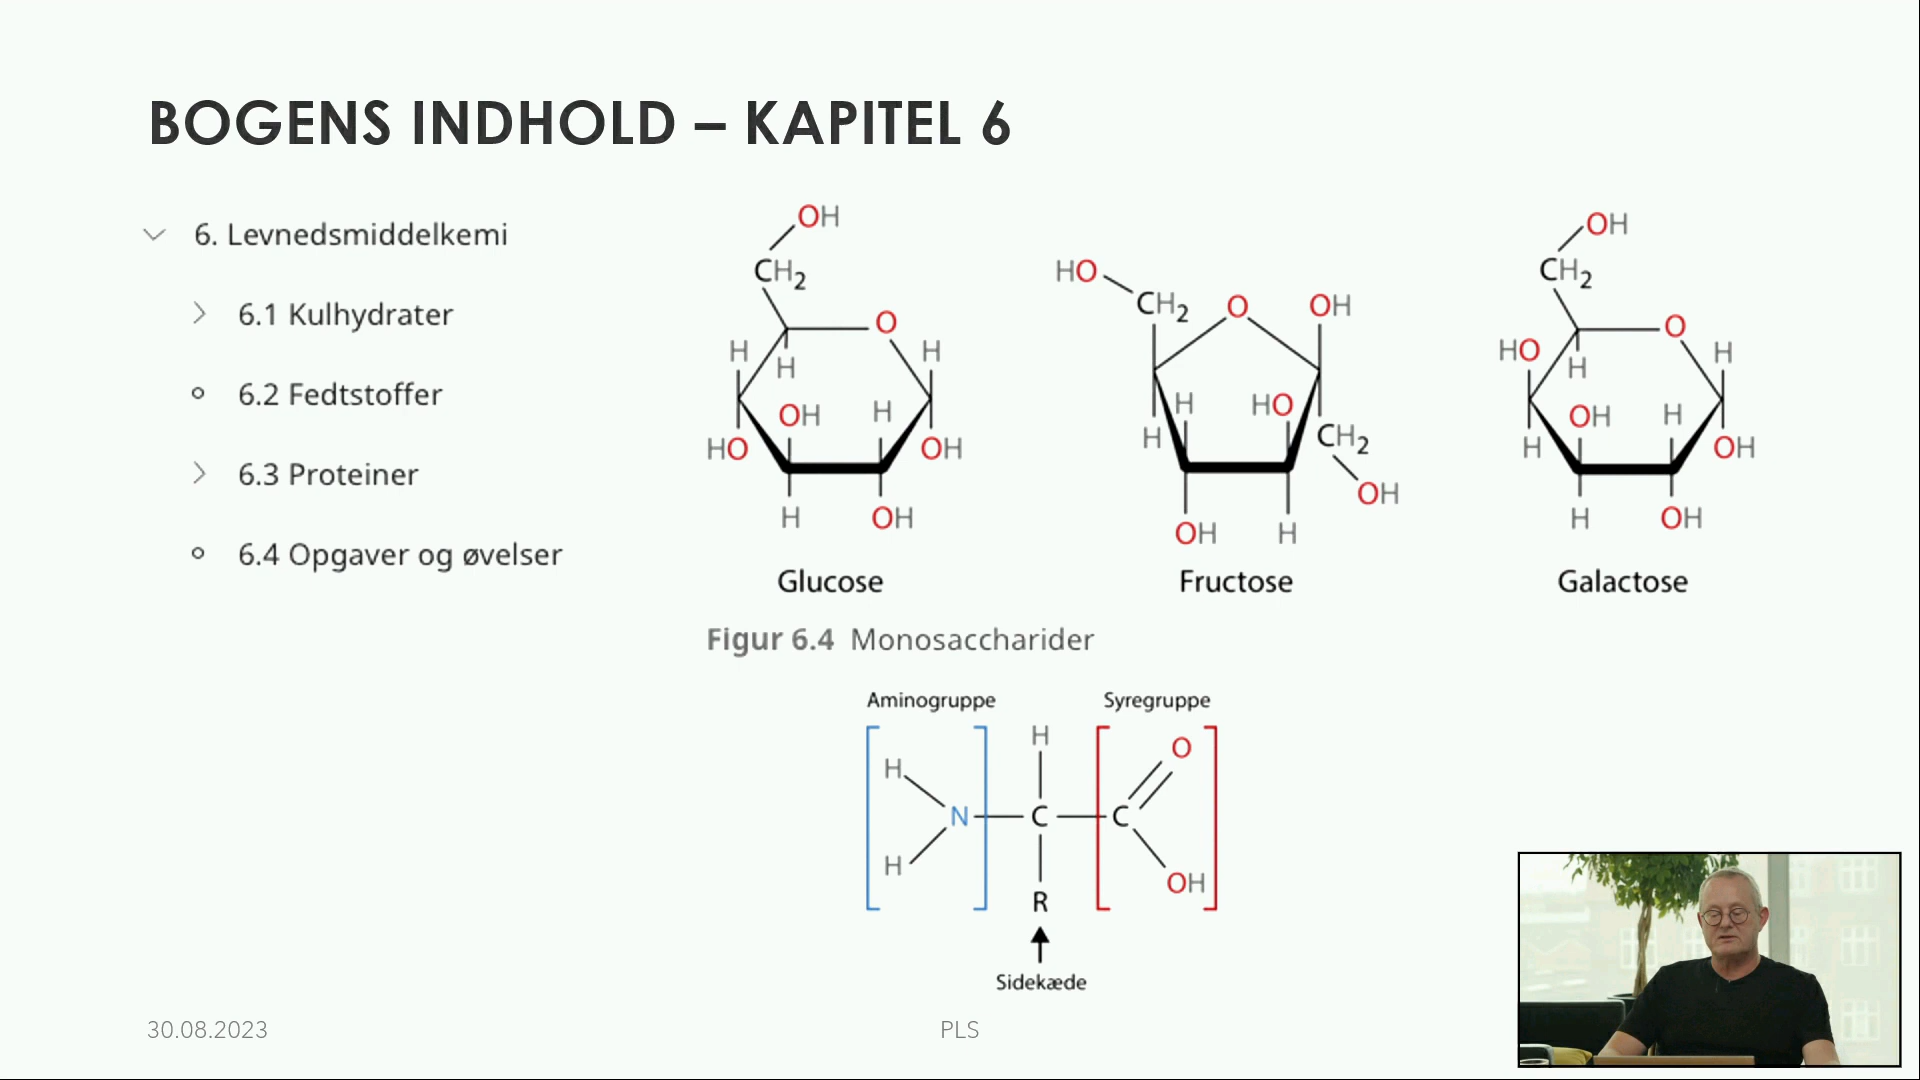 BOGENS INDHOLD – KAPITEL 6
6. Levnedsmiddelkemi
6.1 Kulhydrater
6.2 Fedtstoffer
6.3 Proteiner
6.4 Opgaver og øvelser
OH
CH2
O
H
H
H
OH
H
HO
OH
H
OH
Glucose
HO
CH2
O
OH
H
HO
H
CH2
OH
OH
H
Fructose
OH
CH2
O
HO
H
H
OH
H
H
OH
H
OH
Galactose
Figur 6.4 Monosaccharider
Aminogruppe
Syregruppe
H
O
H
N
C
C
H
OH
R
Sidekæde
30.08.2023
PLS